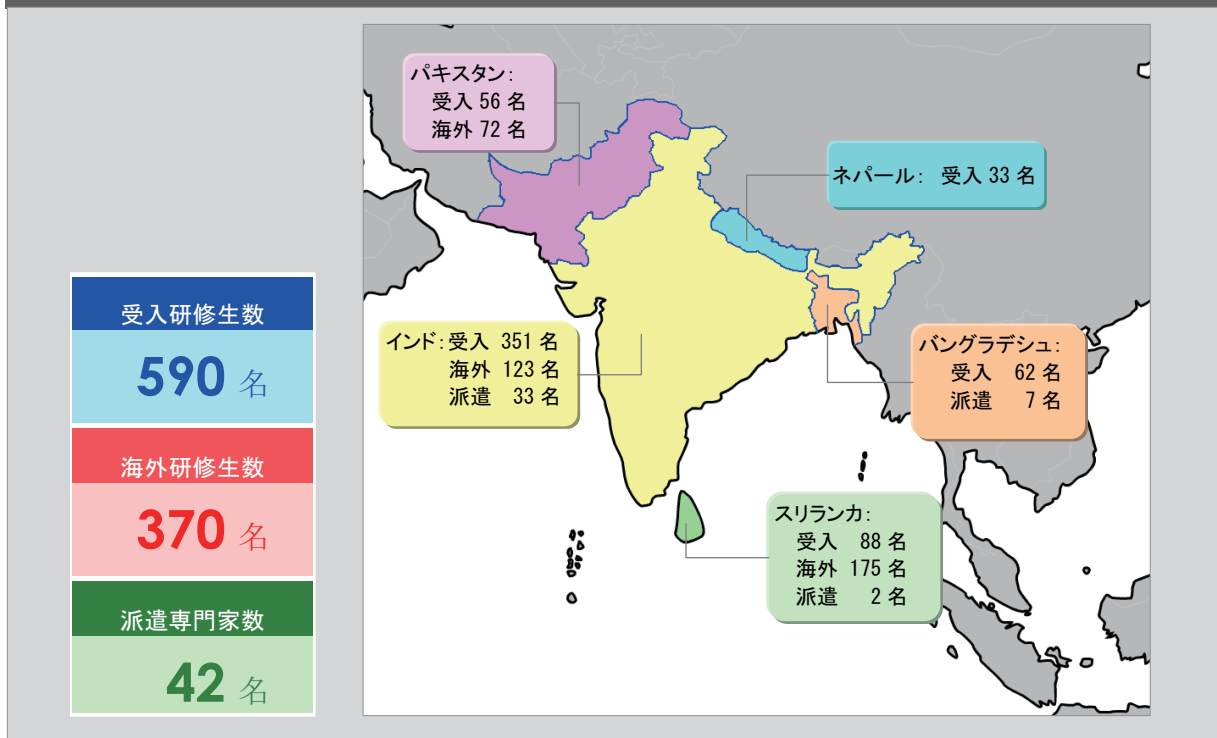 パキスタン:
受入 56 名
海外 72 名
ネパール: 受入 33 名
受入研修生数
590 名
海外研修生数
370 名
派遣専門家数
42 名
インド:受入 351 名
海外 123 名
派遣 33 名
バングラデシュ:
受入 62 名
派遣 7 名
スリランカ:
受入 88 名
海外 175 名
派遣 2 名